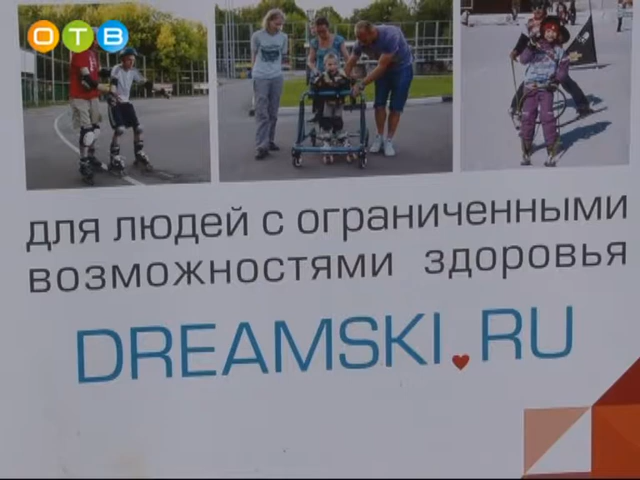 ОТВ
для людей с ограниченными
возможностями здоровья
DREAMSKI.RU